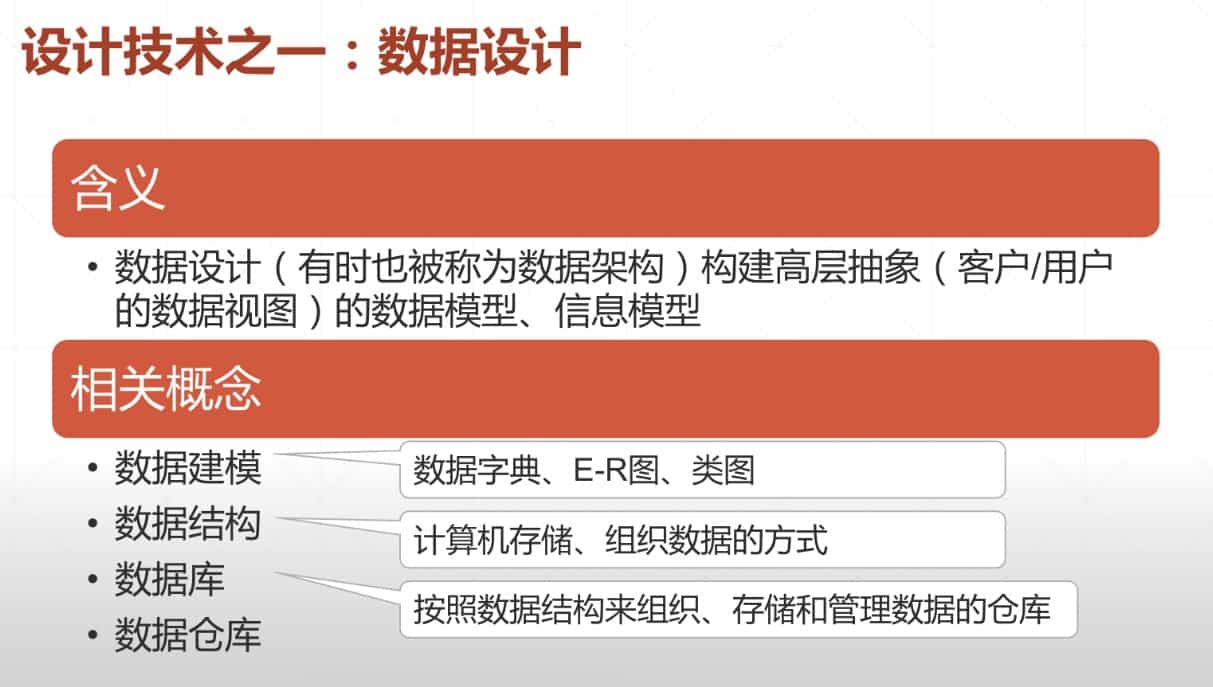 设计技术之一：数据设计
含义
• 数据设计（有时也被称为数据架构）构建高层抽象（客户/用户
的数据视图）的数据模型、信息模型
相关概念
• 数据建模
数据字典、E-R图、类图
• 数据结构
计算机存储、组织数据的方式
• 数据库
按照数据结构来组织、存储和管理数据的仓库
• 数据仓库